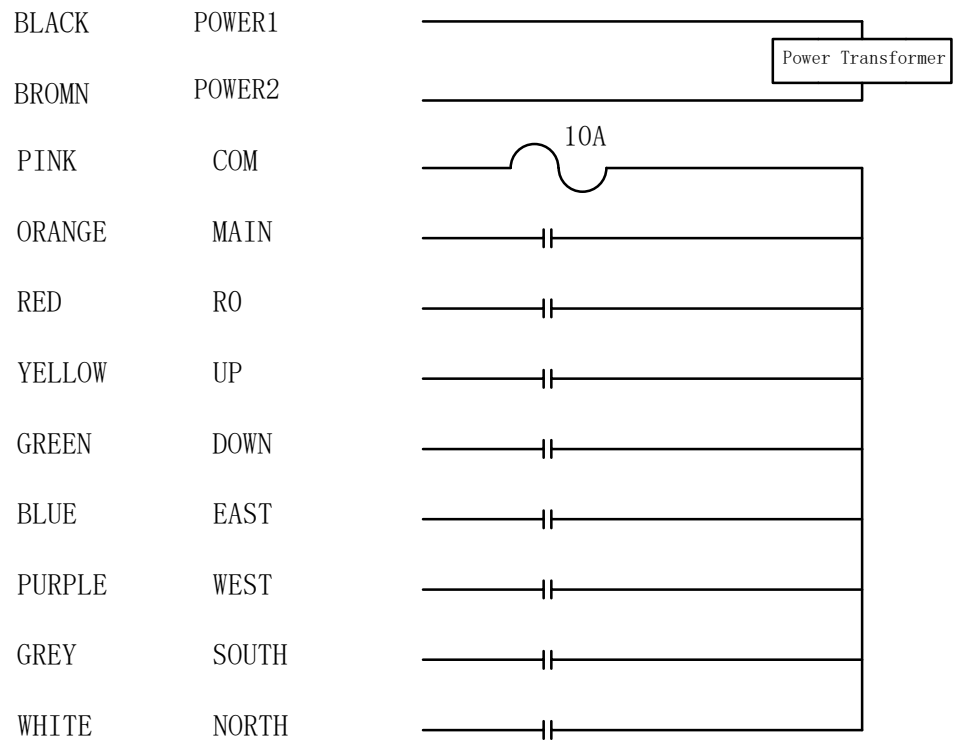 BLACK POWER1
Power Transformer
BROMN POWER2
10A
PINK COM
ORANGE MAIN
RED RO
YELLOW UP
GREEN DOWN
BLUE EAST
PURPLE WEST
GREY SOUTH
WHITE NORTH